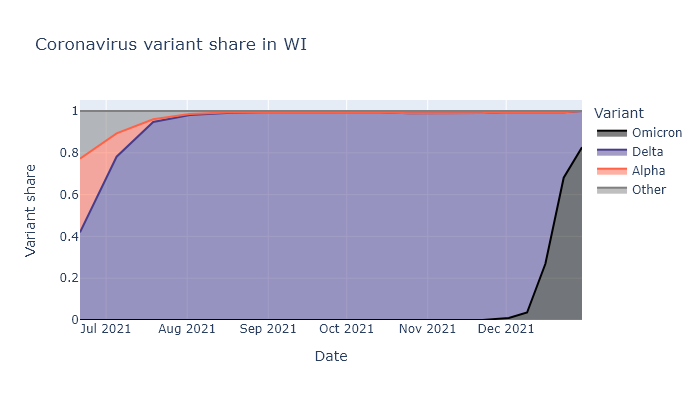 Coronavirus variant share in WI
Variant
Omicron
Delta
Alpha
Other
Variant share
1
0.8
0.6
0.4
0.2
0
Jul 2021 Aug 2021 Sep 2021 Oct 2021 Nov 2021 Dec 2021
Date